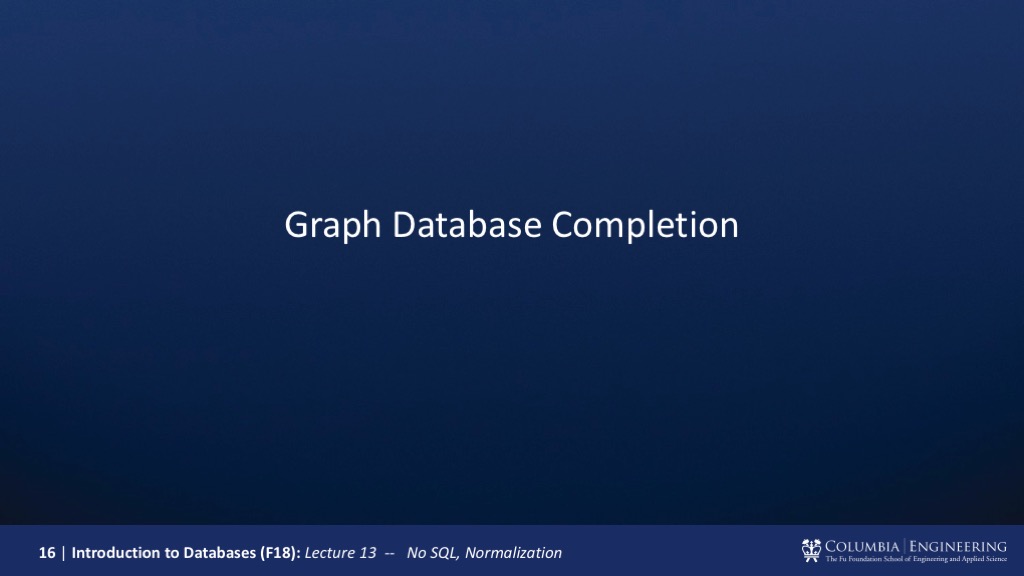 Graph Database Completion
16 | Introduction to Databases (F18): Lecture 13 -- No SQL, Normalization
COLUMBIA | ENGINEERING
The Fu Foundation School of Engineering and Applied Science